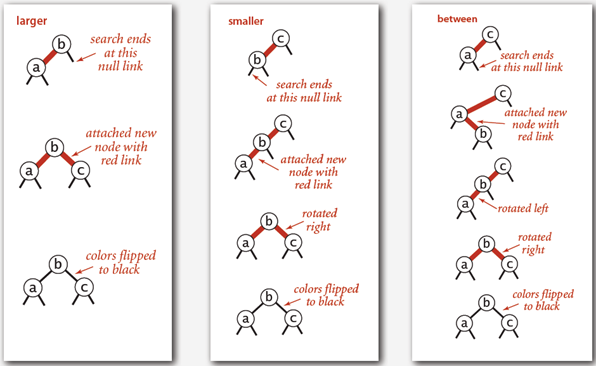 larger
b
search ends
at this
null link
a
attached new
node with
red link
b
a
c
colors flipped
to black
b
a
c
smaller
c
b
search ends
at this null link
c
b
a
attached new
node with
red link
rotated
right
b
a
c
colors flipped
to black
b
a
c
between
c
a
search ends
at this null link
c
a
attached new
node with
red link
b
c
b
a
rotated left
rotated
right
b
a
c
colors flipped
to black
b
a
c